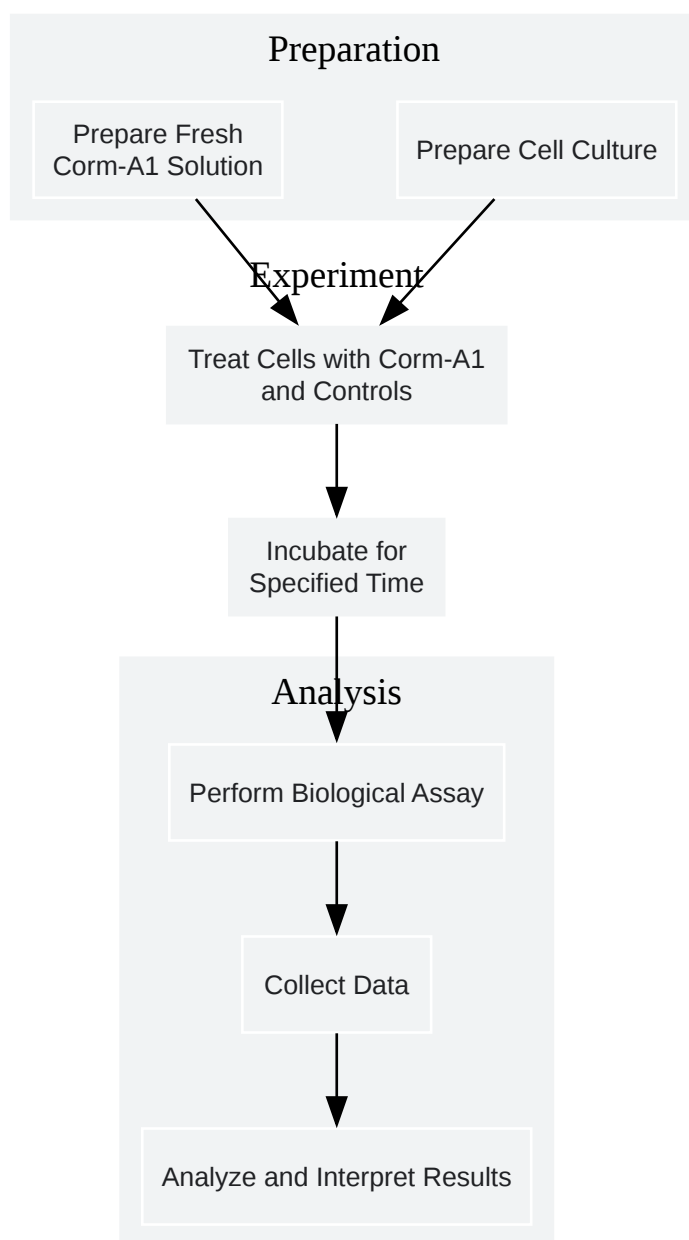 Preparation
Prepare Fresh
Corm-A1 Solution
Prepare Cell Culture
Experiment
Treat Cells with Corm-A1
and Controls
Incubate for
Specified Time
Analysis
Perform Biological Assay
Collect Data
Analyze and Interpret Results